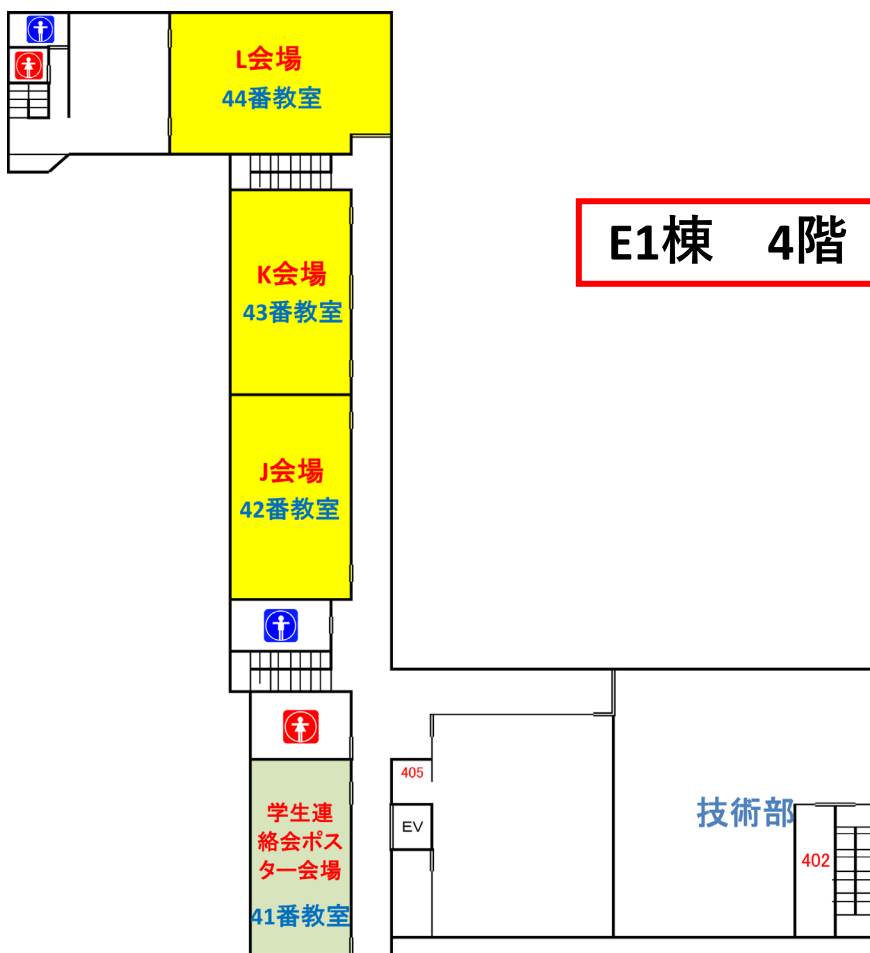 L会場
44番教室
E1棟　4階
K会場
43番教室
J会場
42番教室
405
EV
技術部
402
学生連
絡会ポス
ター会場
41番教室